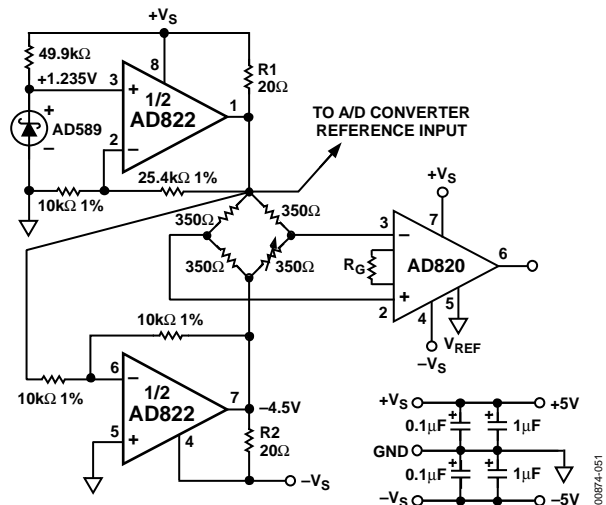 +VS
49.9kΩ
+1.235V
3
+
8
1/2
AD822
1
R1
20Ω
TO A/D CONVERTER
REFERENCE INPUT
+
AD589
−
2
−
25.4kΩ 1%
10kΩ 1%
+VS
350Ω
350Ω
350Ω
350Ω
3
−
7
RG
AD820
6
+
2
4
5
−VS
VREF
10kΩ 1%
10kΩ 1%
6
−
1/2
AD822
7
−4.5V
5
+
4
R2
20Ω
−VS
+VS
+5V
0.1µF
+
+
1µF
GND
0.1µF
+
+
1µF
−VS
−5V
00874-051